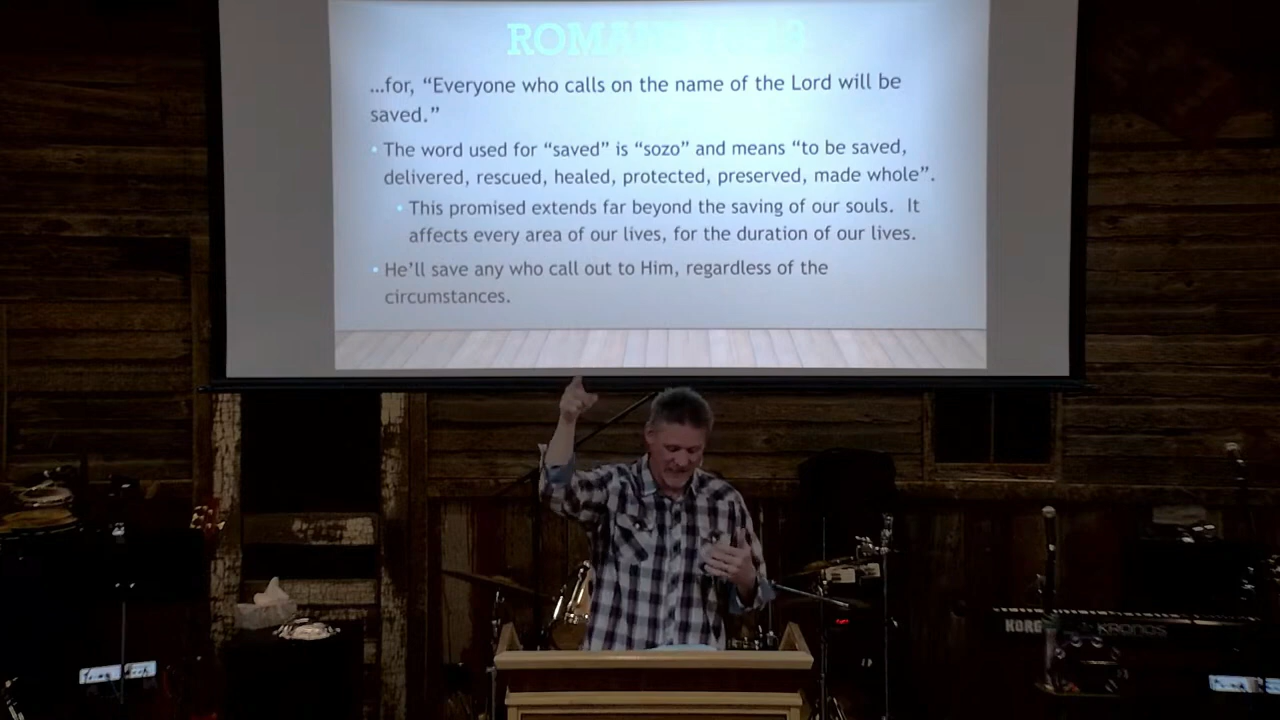 ...for, “Everyone who calls on the name of the Lord will be
saved.”
• The word used for “saved” is “sozo” and means “to be saved,
delivered, rescued, healed, protected, preserved, made whole”.
• This promised extends far beyond the saving of our souls. It
affects every area of our lives, for the duration of our lives.
• He’ll save any who call out to Him, regardless of the
circumstances.
KORG
KRONOS